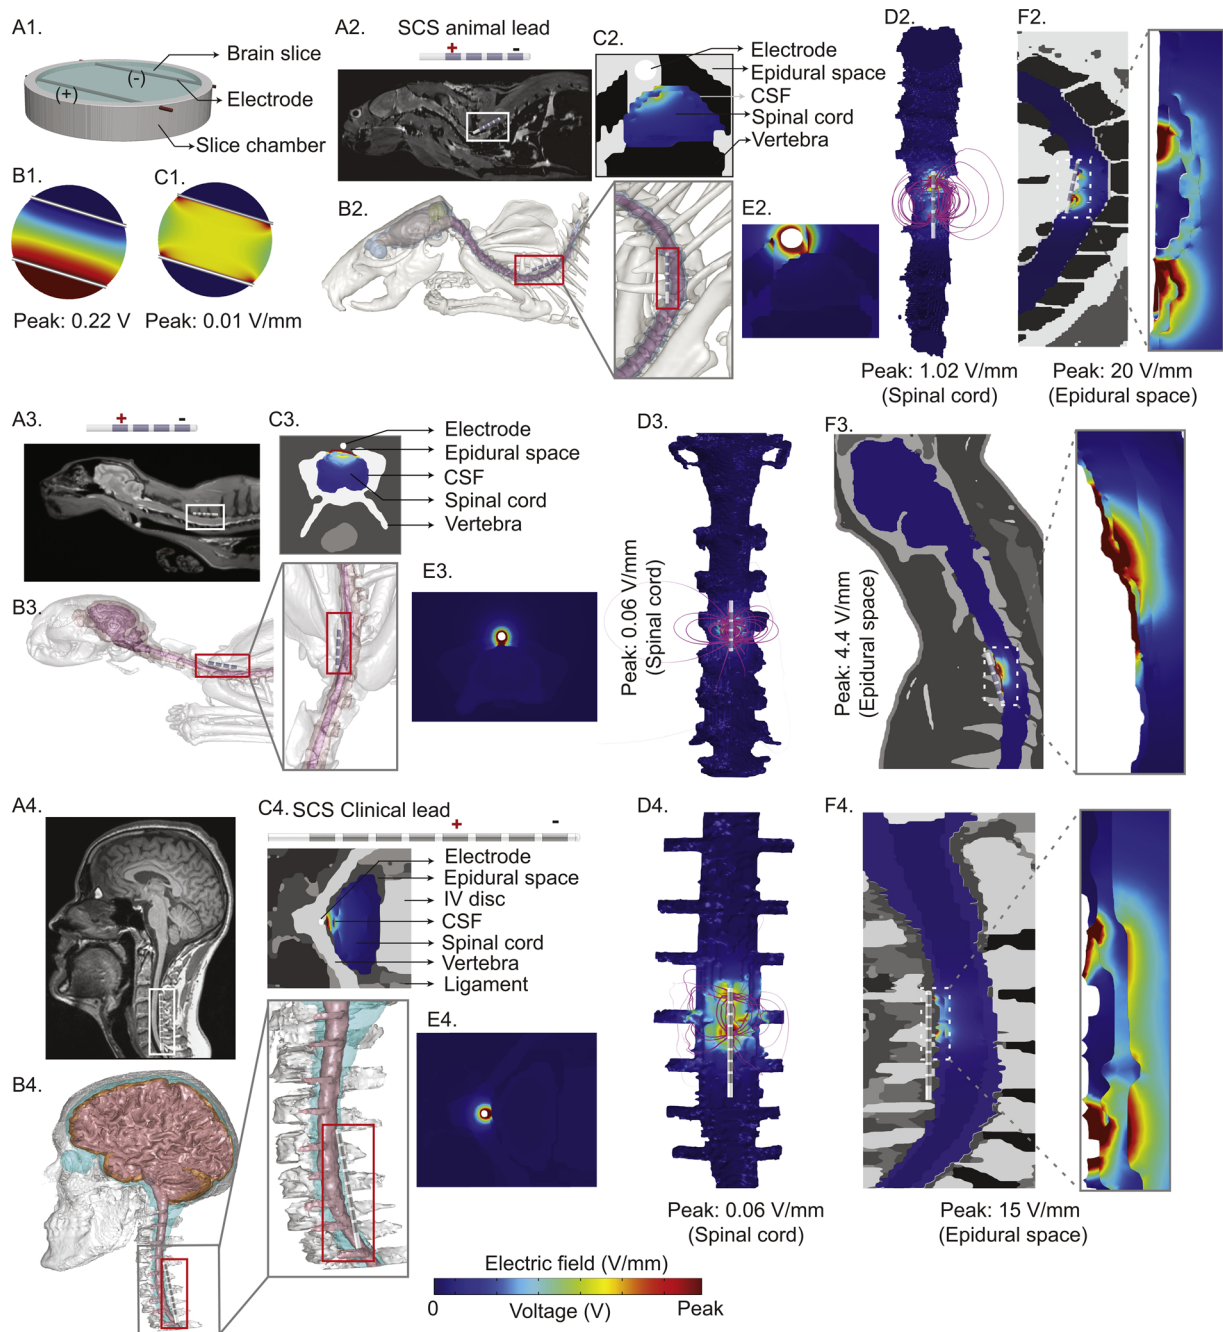 A1.
Brain slice
(-)
(+)
Electrode
Slice chamber
B1.
C1.
Peak: 0.22 V
Peak: 0.01 V/mm
A2.
SCS animal lead
+
-
C2.
Electrode
Epidural space
CSF
Spinal cord
Vertebra
B2.
E2.
D2.
Peak: 1.02 V/mm
(Spinal cord)
F2.
Peak: 20 V/mm
(Epidural space)
A3.
+
-
C3.
Electrode
Epidural space
CSF
Spinal cord
Vertebra
B3.
E3.
D3.
Peak: 0.06 V/mm
(Spinal cord)
F3.
Peak: 4.4 V/mm
(Epidural space)
A4.
C4.
SCS Clinical lead
+
-
Electrode
Epidural space
IV disc
CSF
Spinal cord
Vertebra
Ligament
B4.
E4.
D4.
Peak: 0.06 V/mm
(Spinal cord)
F4.
Peak: 15 V/mm
(Epidural space)
Electric field (V/mm)
0
Voltage (V)
Peak